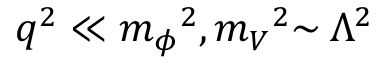 q² ≪ m_ϕ², m_V² ~ Λ²